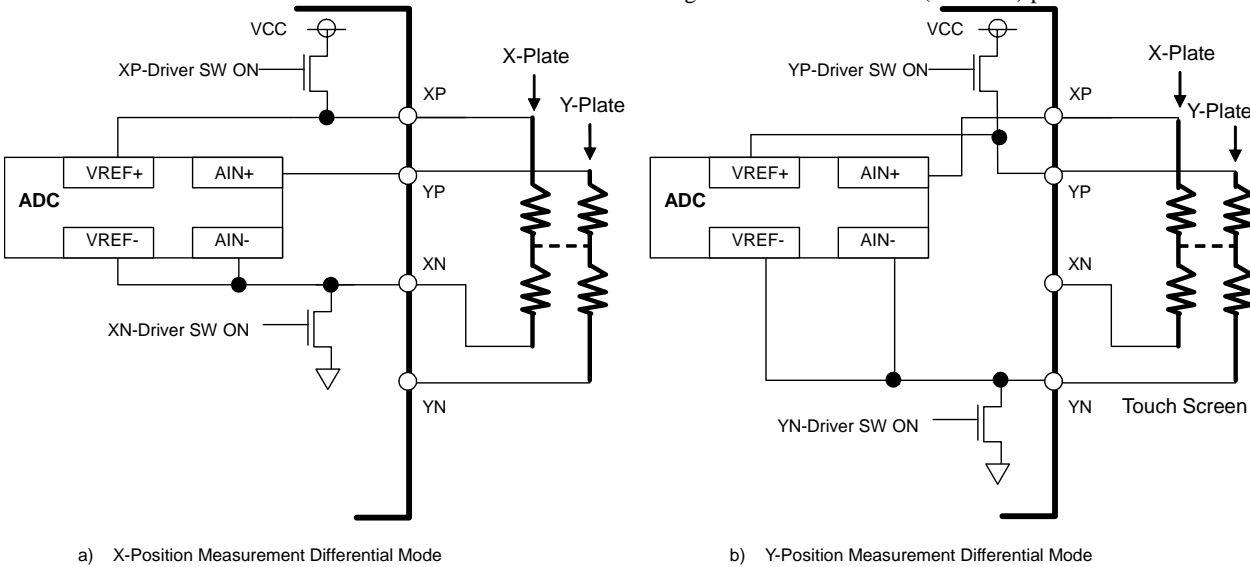 VCC
XP-Driver SW ON
X-Plate
Y-Plate
XP
VREF+
AIN+
ADC
YP
VREF-
AIN-
XN
XN-Driver SW ON
YN
a) X-Position Measurement Differential Mode
VCC
YP-Driver SW ON
X-Plate
Y-Plate
XP
VREF+
AIN+
ADC
YP
VREF-
AIN-
XN
YN-Driver SW ON
YN
Touch Screen
b) Y-Position Measurement Differential Mode